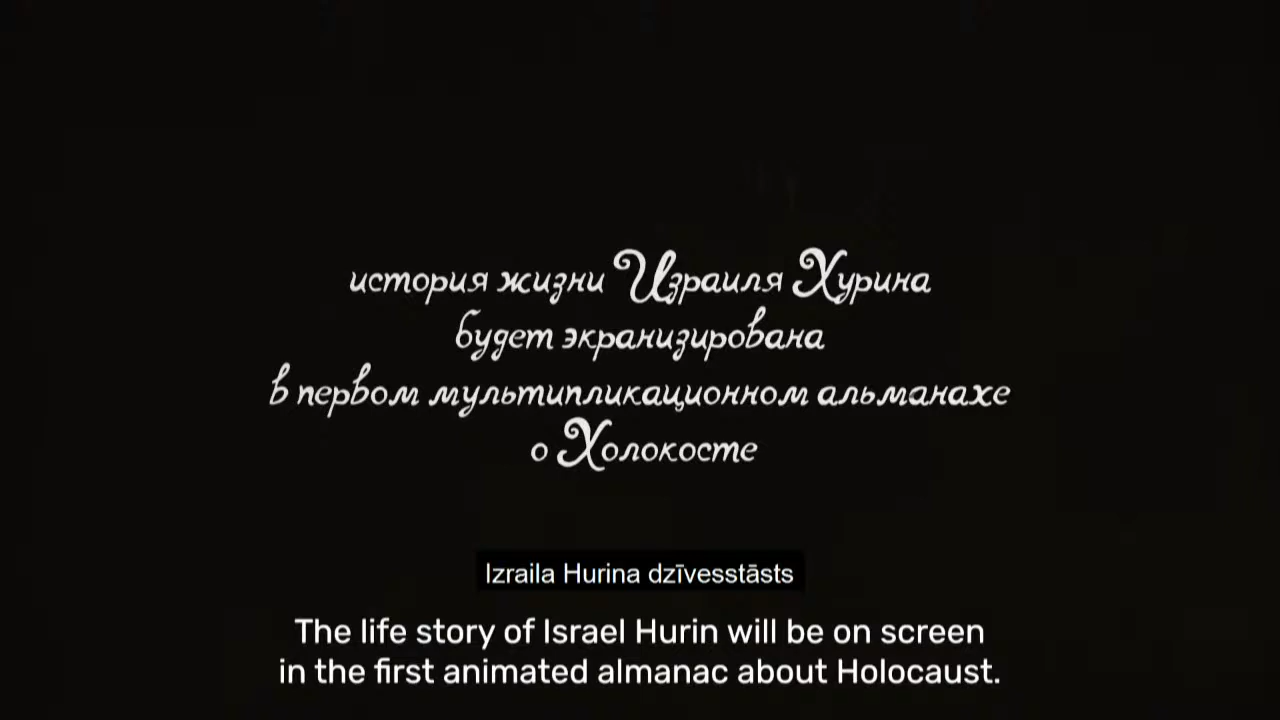 история жизни Израиля Хурина
будет экранизирована
в первом мультипликационном альманахе
о Холокосте
Izraila Hurina dzīvesstāsts
The life story of Israel Hurin will be on screen
in the first animated almanac about Holocaust.